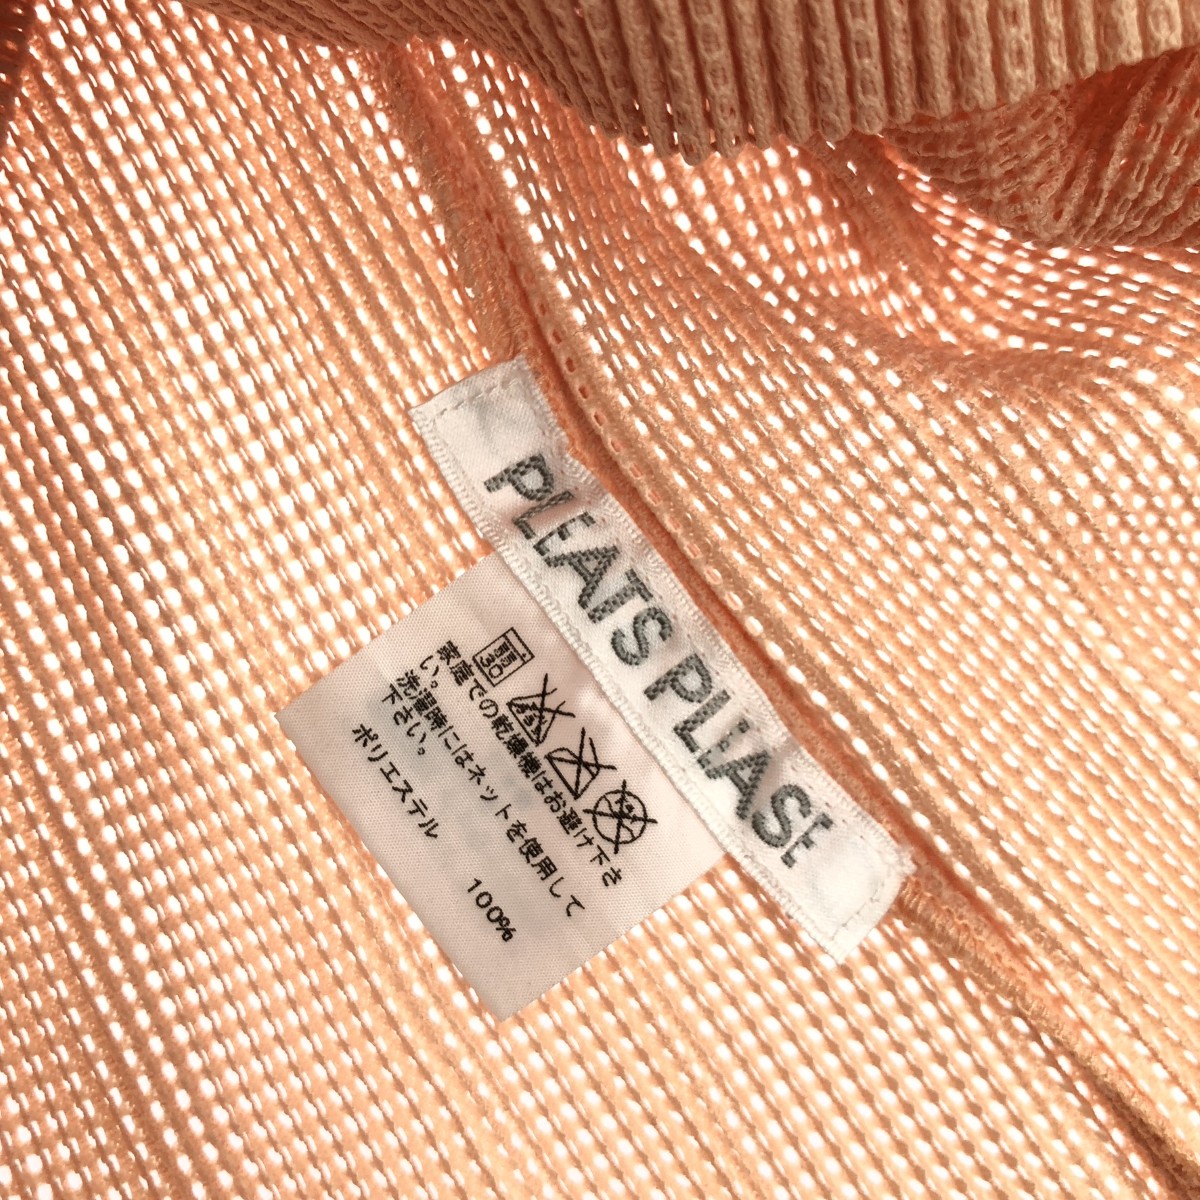 PLEATS PLEASE
弱
30
家庭での乾燥機はお避け下さ
い。
洗濯時にはネットを使用して
下さい。
ポリエステル 100%